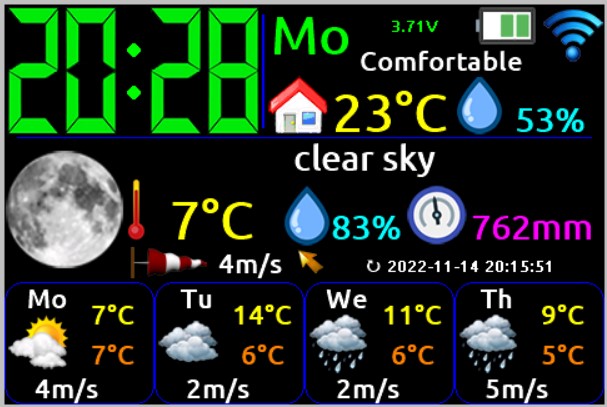 20:28
Mo
3.71V
Comfortable
23°C
53%
clear sky
7°C
83%
762mm
4m/s
↻ 2022-11-14 20:15:51
Mo
7°C
7°C
4m/s
Tu
14°C
6°C
2m/s
We
11°C
6°C
2m/s
Th
9°C
5°C
5m/s